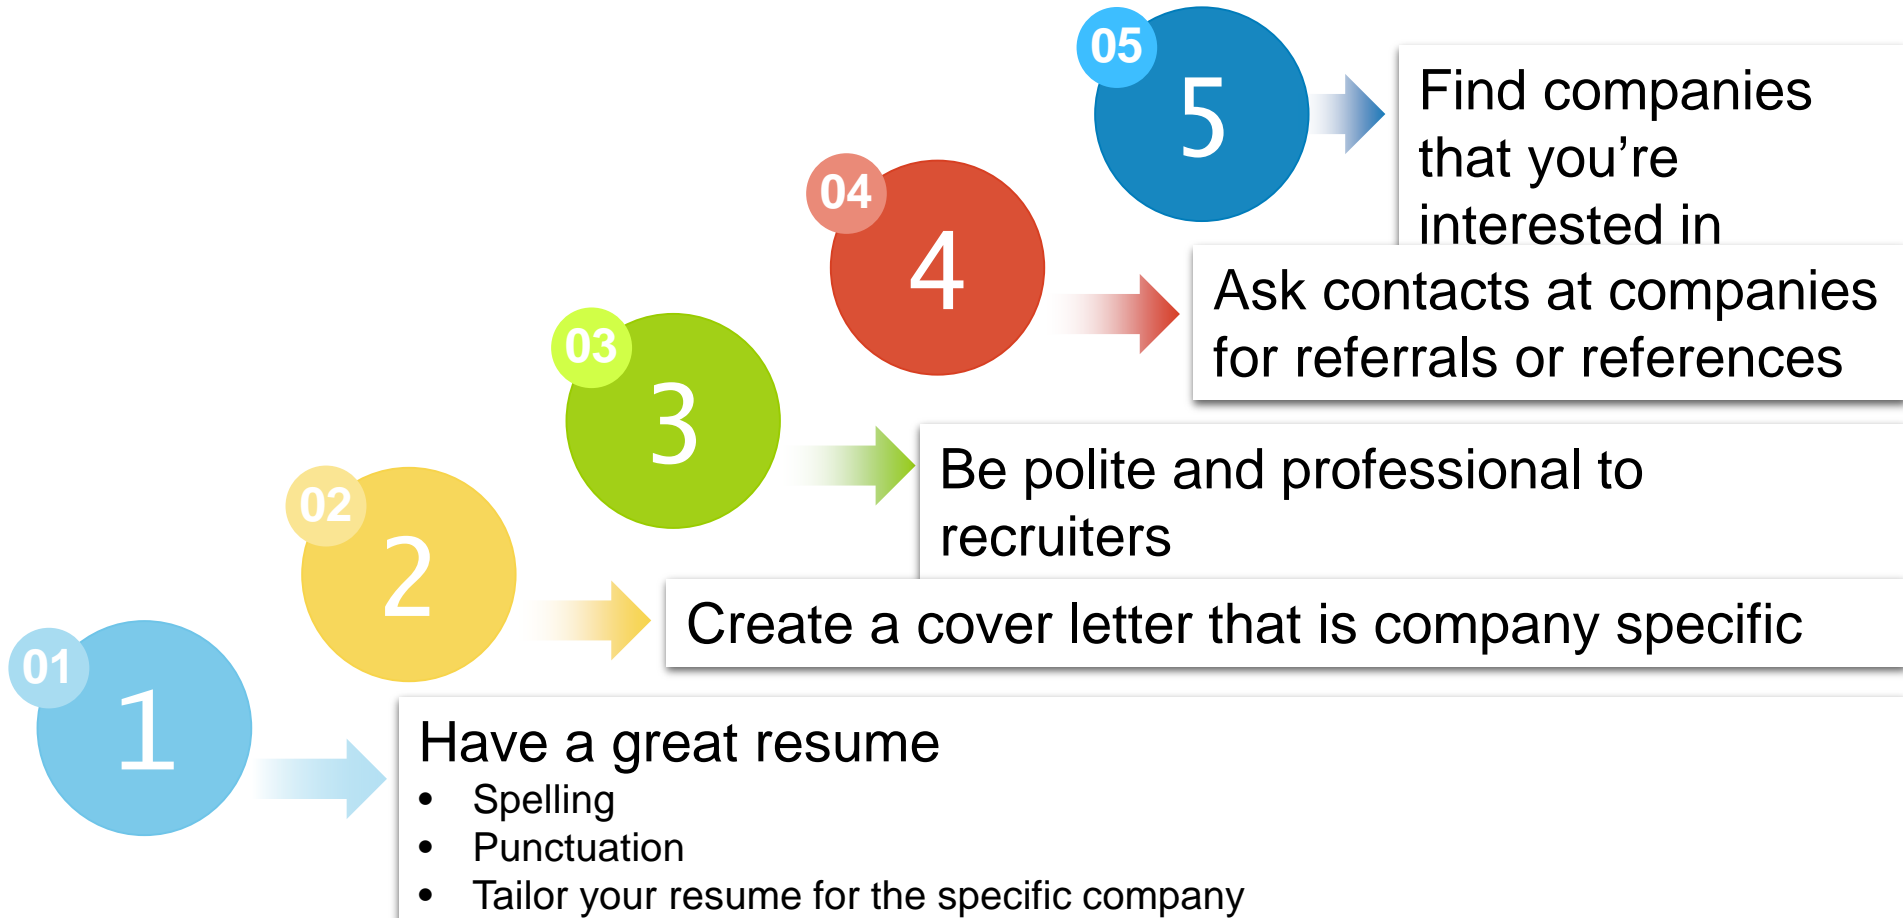 05
5
Find companies
that you’re
interested in
04
4
Ask contacts at companies
for referrals or references
03
3
Be polite and professional to
recruiters
02
2
Create a cover letter that is company specific
01
1
Have a great resume
• Spelling
• Punctuation
• Tailor your resume for the specific company